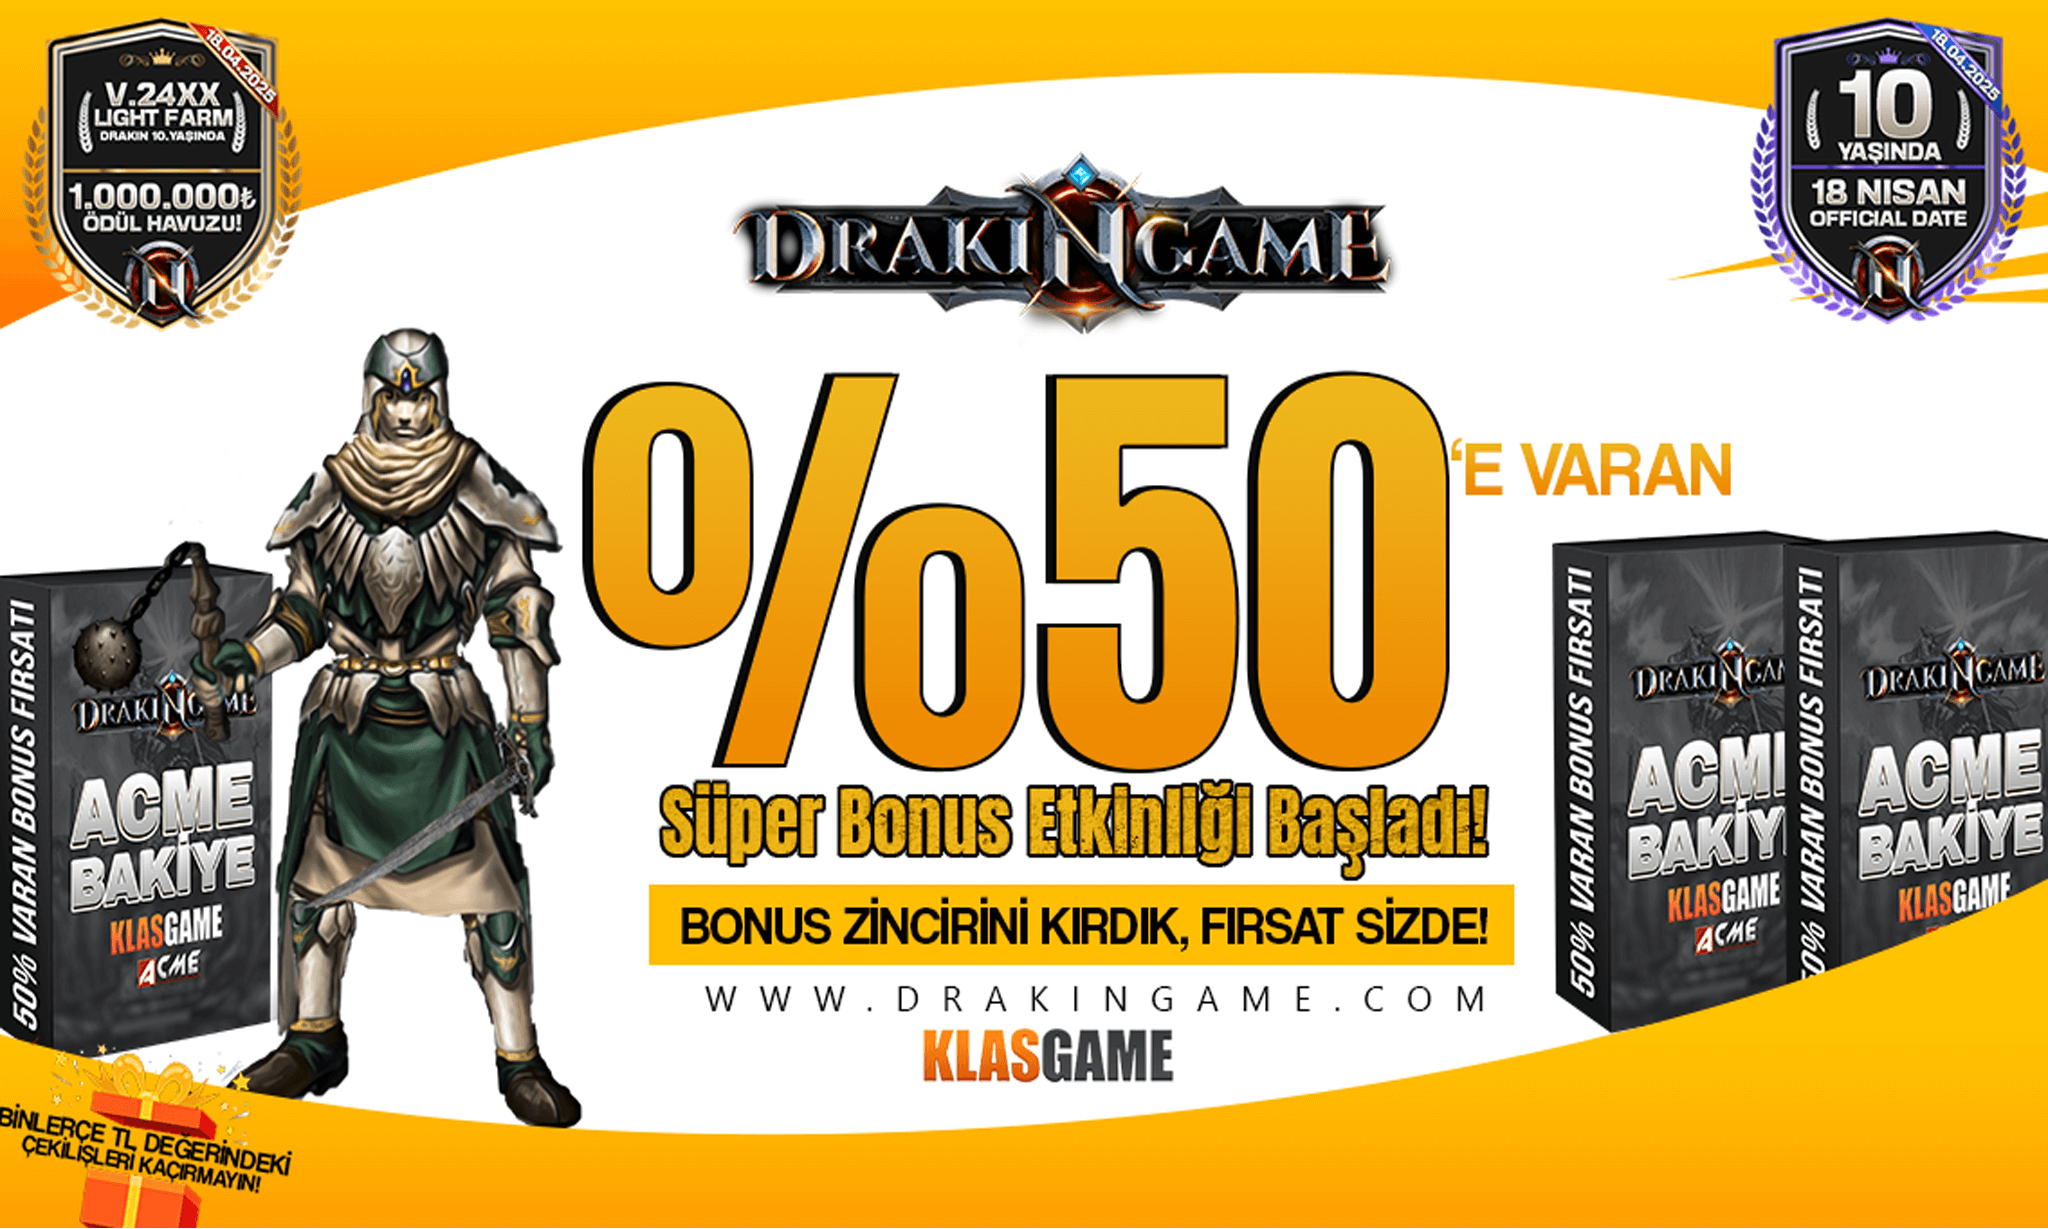 V.24XX
LIGHT FARM
DRAKIN 10.YAŞINDA
1.000.000₺
ÖDÜL HAVUZU!
18.04.2025
10
YAŞINDA
18 NISAN
OFFICIAL DATE
18.04.2025
DRAKINGAME
%50'E VARAN
Süper Bonus Etkinliği Başladı!
BONUS ZİNCİRİNİ KIRDIK, FIRSAT SİZDE!
WWW.DRAKINGAME.COM
KLASGAME
50% VARAN BONUS FIRSATI
DRAKINGAME
ACME
BAKİYE
KLASGAME
ACME
50% VARAN BONUS FIRSATI
DRAKINGAM
ACME
BAKİY
KLASGAME
ACME
0% VARAN BONUS FIRSATI
DRAKINGAME
ACME
BAKİYE
KLASGAME
BİNLERCE TL DEĞERİNDEKİ
ÇEKİLİŞLERİ KAÇIRMAYIN!